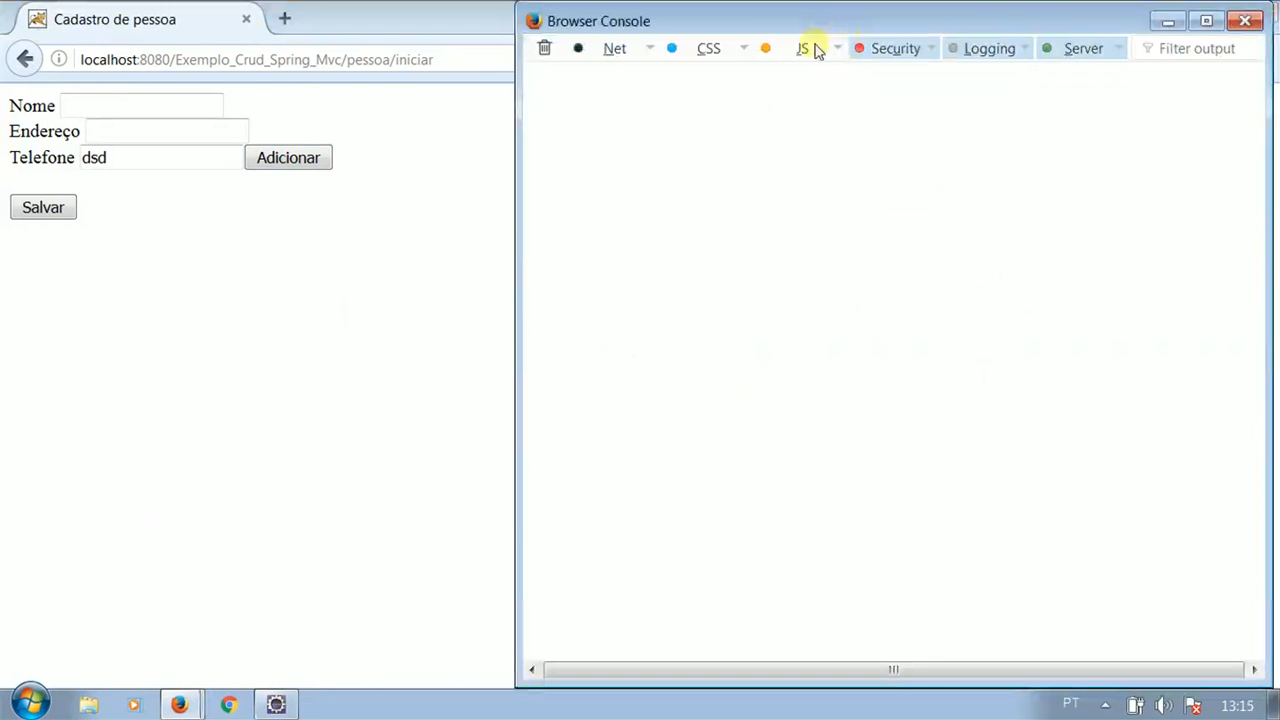 Cadastro de pessoa
localhost:8080/Exemplo_Crud_Spring_Mvc/pessoa/iniciar
Nome
Endereço
Telefone dsd Adicionar
Salvar
Browser Console
Net CSS JS Security Logging Server Filter output
PT 13:15